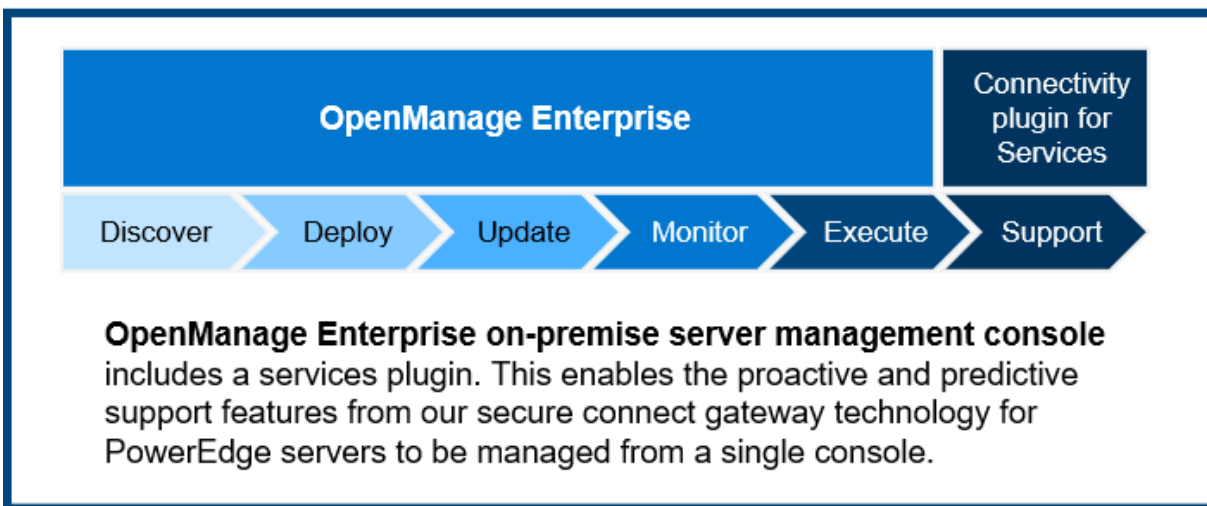 OpenManage Enterprise
Connectivity
plugin for
Services
Discover
Deploy
Update
Monitor
Execute
Support
OpenManage Enterprise on-premise server management console
includes a services plugin. This enables the proactive and predictive
support features from our secure connect gateway technology for
PowerEdge servers to be managed from a single console.